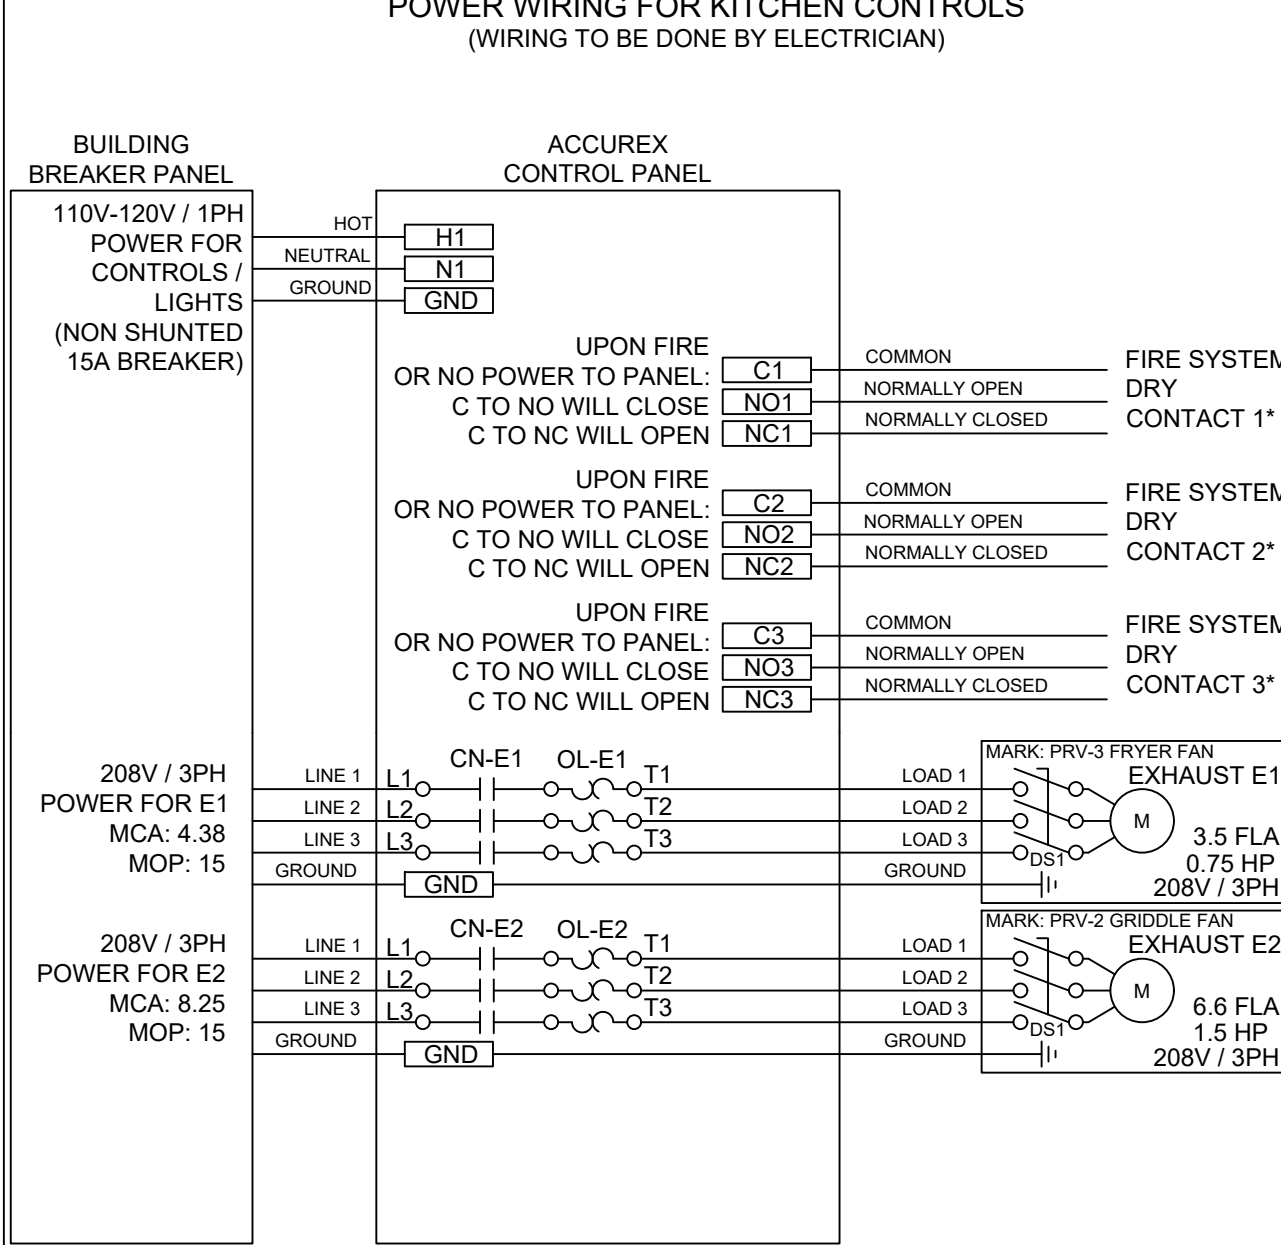 POWER WIRING FOR KITCHEN CONTROLS
(WIRING TO BE DONE BY ELECTRICIAN)
BUILDING
BREAKER PANEL
ACCUREX
CONTROL PANEL
110V-120V / 1PH
POWER FOR
CONTROLS /
LIGHTS
(NON SHUNTED
15A BREAKER)
HOT
NEUTRAL
GROUND
H1
N1
GND
UPON FIRE
OR NO POWER TO PANEL:
C TO NO WILL CLOSE
C TO NC WILL OPEN
C1
NO1
NC1
COMMON
NORMALLY OPEN
NORMALLY CLOSED
FIRE SYSTEM
DRY
CONTACT 1*
UPON FIRE
OR NO POWER TO PANEL:
C TO NO WILL CLOSE
C TO NC WILL OPEN
C2
NO2
NC2
COMMON
NORMALLY OPEN
NORMALLY CLOSED
FIRE SYSTEM
DRY
CONTACT 2*
UPON FIRE
OR NO POWER TO PANEL:
C TO NO WILL CLOSE
C TO NC WILL OPEN
C3
NO3
NC3
COMMON
NORMALLY OPEN
NORMALLY CLOSED
FIRE SYSTEM
DRY
CONTACT 3*
208V / 3PH
POWER FOR E1
MCA: 4.38
MOP: 15
LINE 1
LINE 2
LINE 3
GROUND
L1
L2
L3
GND
CN-E1
OL-E1
T1
T2
T3
LOAD 1
LOAD 2
LOAD 3
GROUND
MARK: PRV-3 FRYER FAN
EXHAUST E1
M
DS1
3.5 FLA
0.75 HP
208V / 3PH
208V / 3PH
POWER FOR E2
MCA: 8.25
MOP: 15
LINE 1
LINE 2
LINE 3
GROUND
L1
L2
L3
GND
CN-E2
OL-E2
T1
T2
T3
LOAD 1
LOAD 2
LOAD 3
GROUND
MARK: PRV-2 GRIDDLE FAN
EXHAUST E2
M
DS1
6.6 FLA
1.5 HP
208V / 3PH